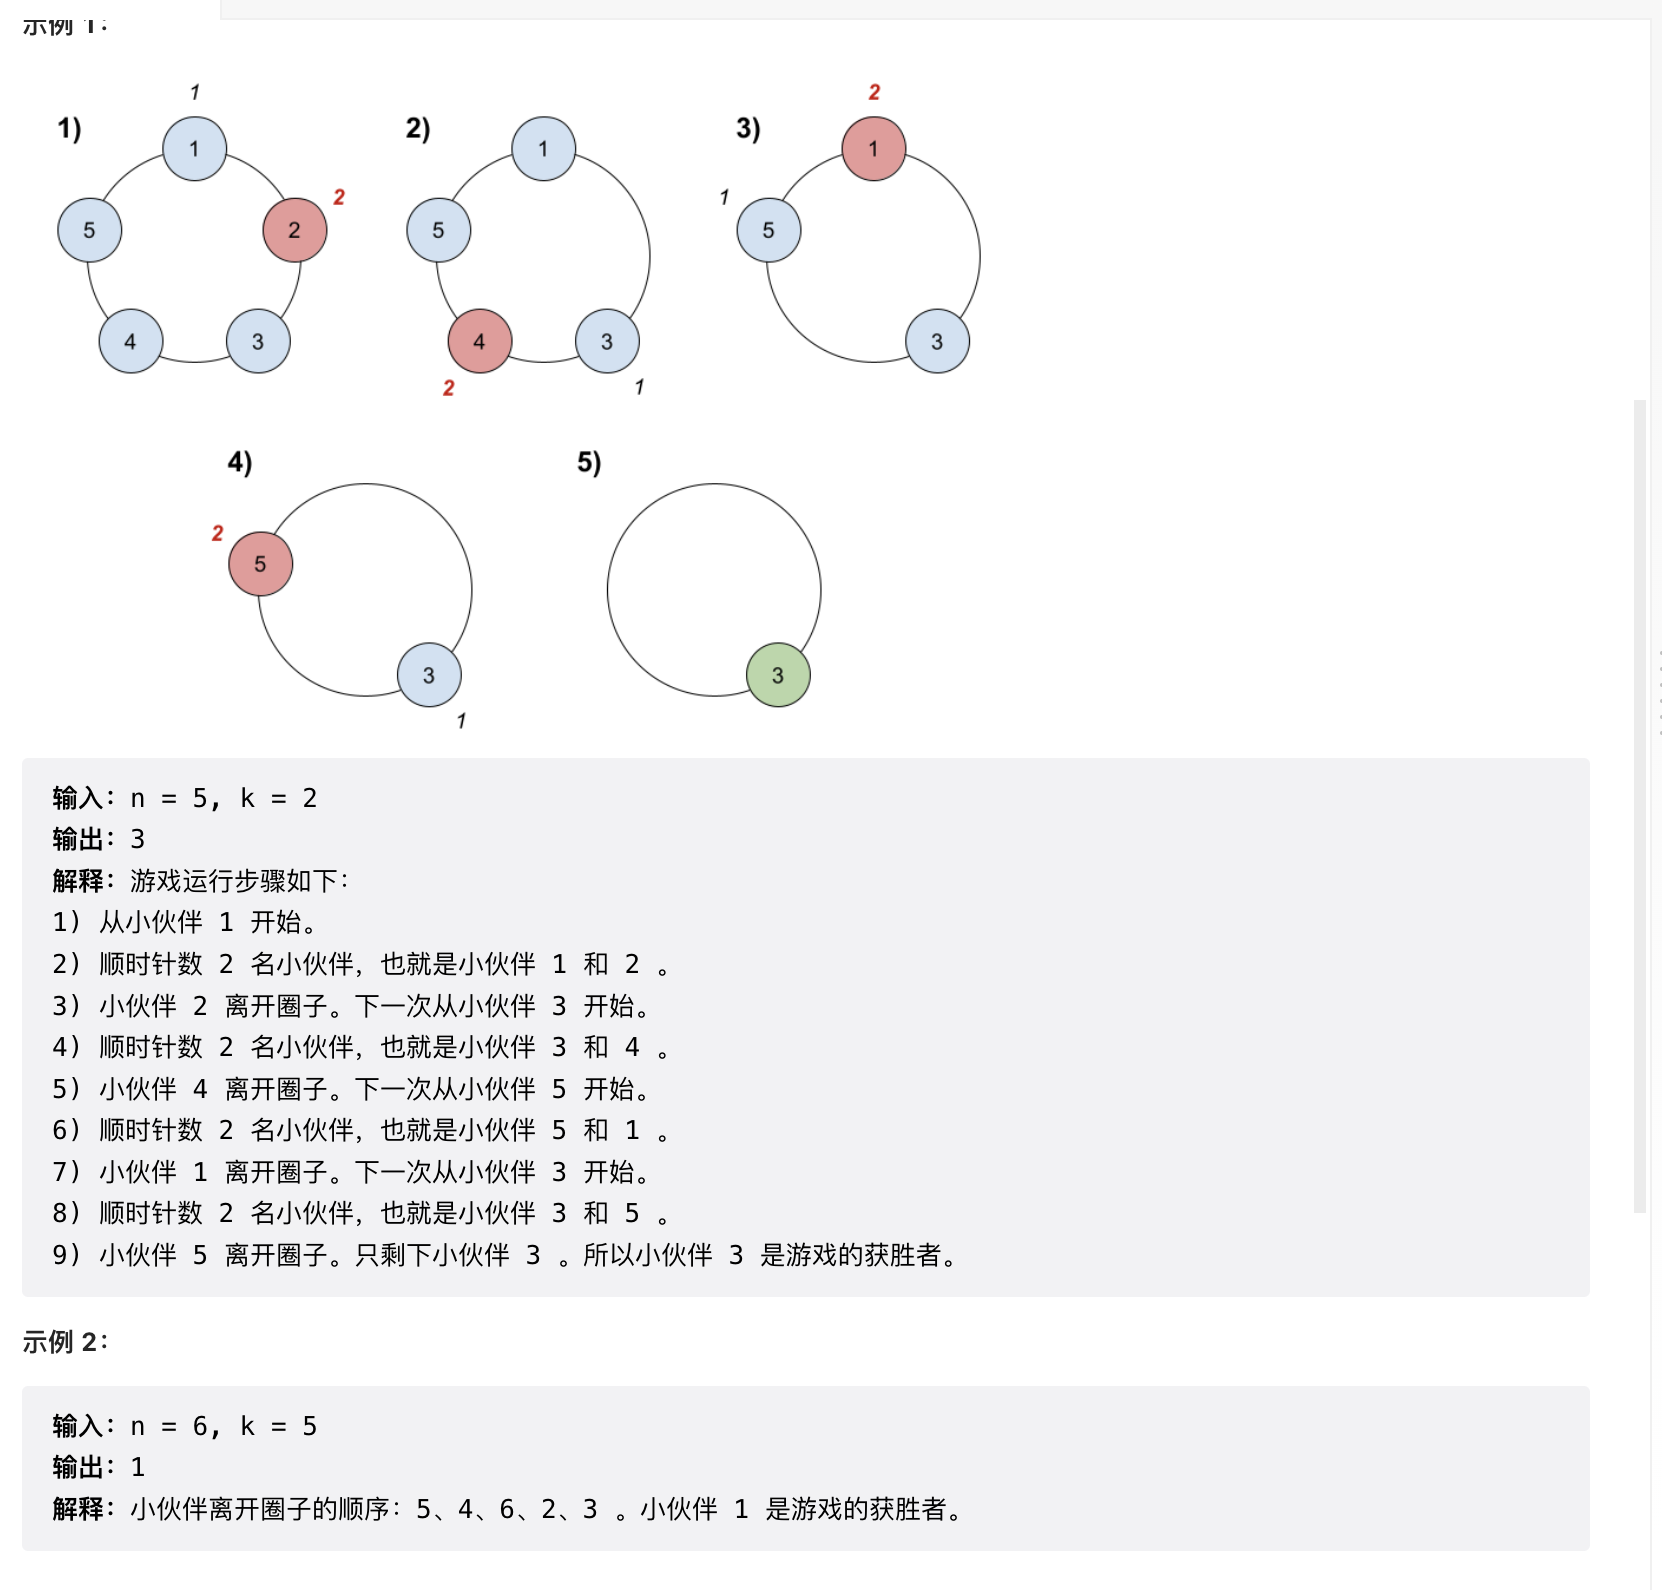 示例 1：
1
1)
1
2
2
3
4
5
2)
1
5
4
3
2
1
3)
2
1
1
5
3
4)
2
5
3
1
5)
3
输入：n = 5, k = 2
输出：3
解释：游戏运行步骤如下：
1) 从小伙伴 1 开始。
2) 顺时针数 2 名小伙伴，也就是小伙伴 1 和 2 。
3) 小伙伴 2 离开圈子。下一次从小伙伴 3 开始。
4) 顺时针数 2 名小伙伴，也就是小伙伴 3 和 4 。
5) 小伙伴 4 离开圈子。下一次从小伙伴 5 开始。
6) 顺时针数 2 名小伙伴，也就是小伙伴 5 和 1 。
7) 小伙伴 1 离开圈子。下一次从小伙伴 3 开始。
8) 顺时针数 2 名小伙伴，也就是小伙伴 3 和 5 。
9) 小伙伴 5 离开圈子。只剩下小伙伴 3 。所以小伙伴 3 是游戏的获胜者。
示例 2：
输入：n = 6, k = 5
输出：1
解释：小伙伴离开圈子的顺序：5、4、6、2、3 。小伙伴 1 是游戏的获胜者。